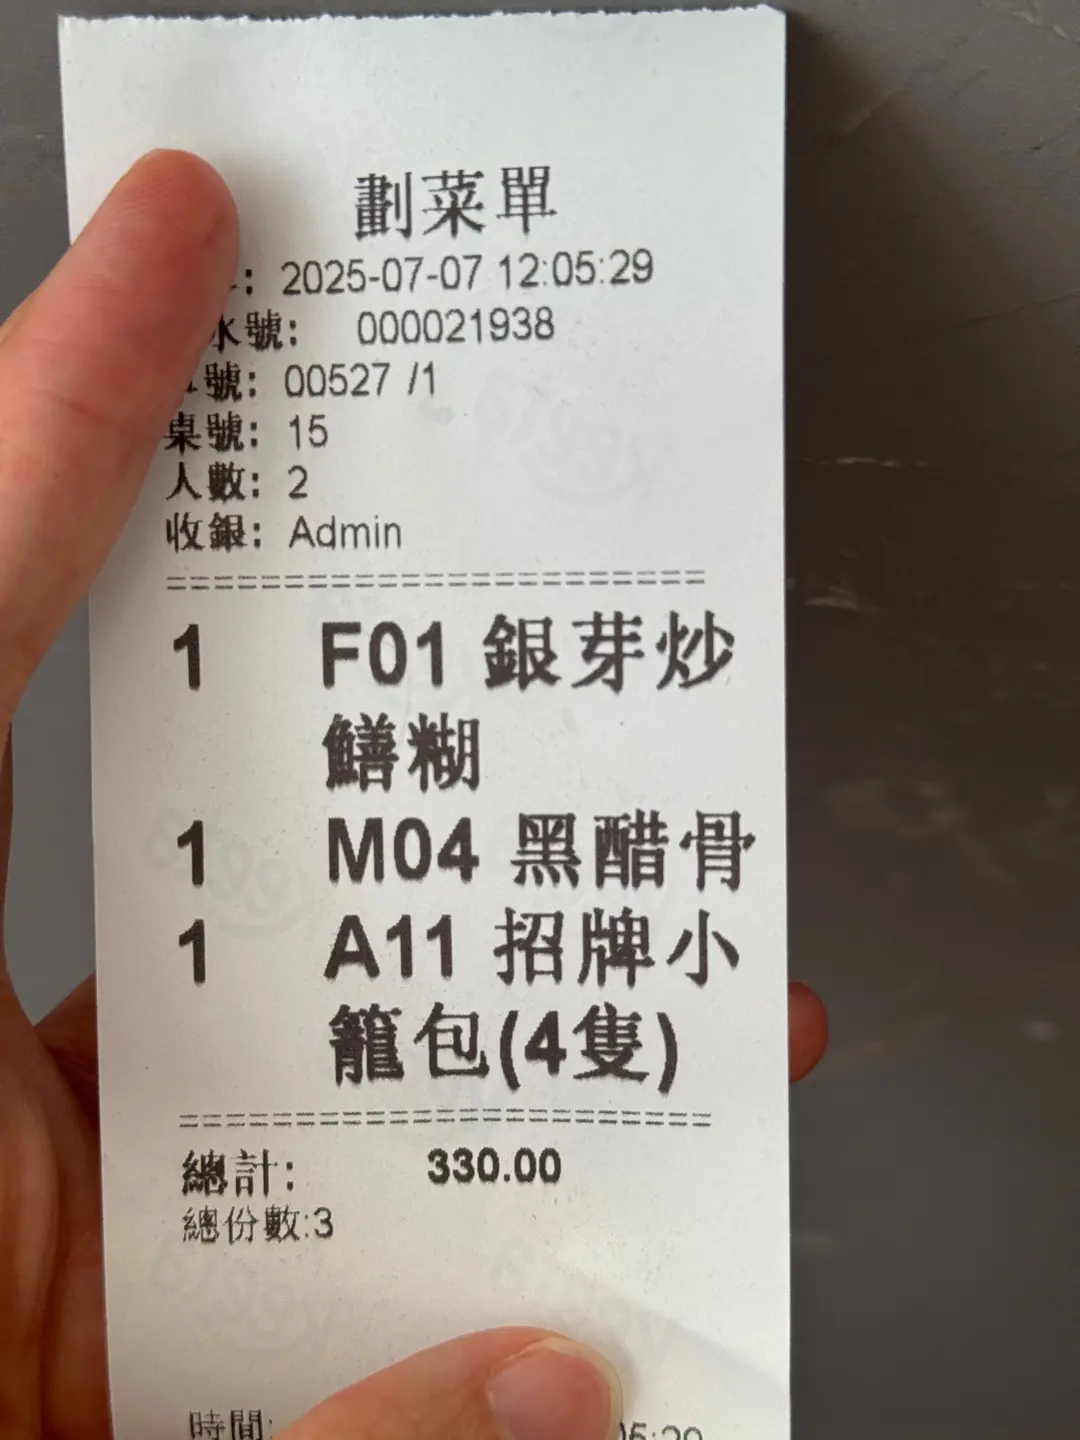 劃菜單
: 2025-07-07 12:05:29
水號: 000021938
號: 00527 /1
桌號: 15
人數: 2
收銀: Admin
==========================
1 F01 銀芽炒
鱔糊
1 M04 黑醋骨
1 A11 招牌小
籠包(4隻)
==========================
總計: 330.00
總份數:3
時間: